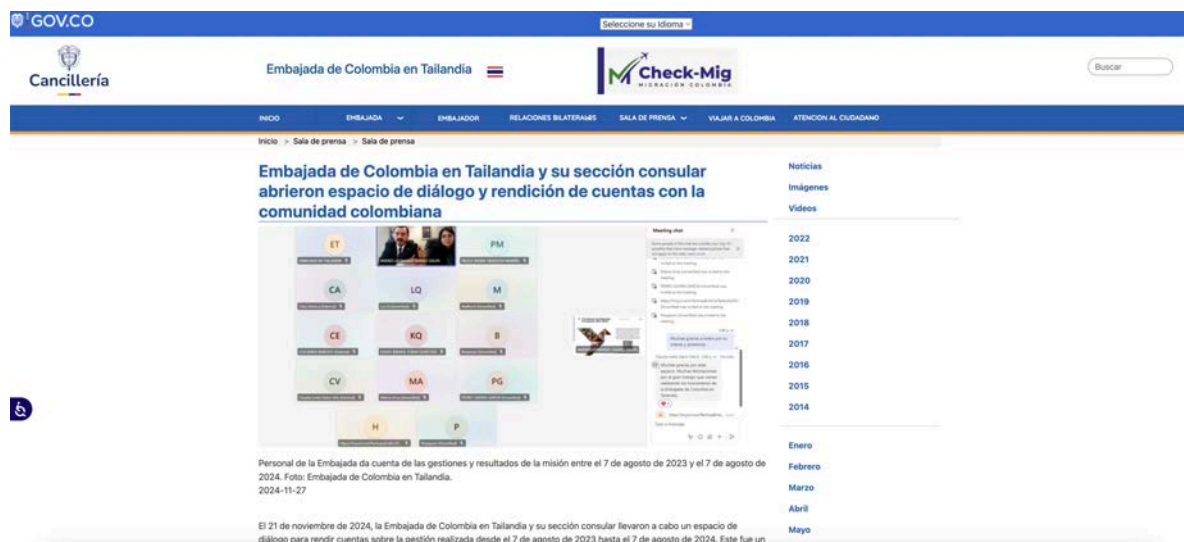 GOV.CO
Seleccione su Idioma
Cancillería
Embajada de Colombia en Tailandia
Check-Mig
MIGRACIÓN COLOMBIA
Buscar
INICIO
EMBAJADA
EMBAJADOR
RELACIONES BILATERALES
SALA DE PRENSA
VIAJAR A COLOMBIA
ATENCION AL CIUDADANO
Inicio > Sala de prensa > Sala de prensa
Embajada de Colombia en Tailandia y su sección consular
abrieron espacio de diálogo y rendición de cuentas con la
comunidad colombiana
ET
PM
CA
LQ
M
CE
KQ
B
CV
MA
PG
H
P
Meeting chat
Muchas gracias por este
Personal de la Embajada da cuenta de las gestiones y resultados de la misión entre el 7 de agosto de 2023 y el 7 de agosto de
2024. Foto: Embajada de Colombia en Tailandia.
2024-11-27
El 21 de noviembre de 2024, la Embajada de Colombia en Tailandia y su sección consular llevaron a cabo un espacio de
diálogo para rendir cuentas sobre la gestión realizada desde el 7 de agosto de 2023 hasta el 7 de agosto de 2024. Este fue un
Noticias
Imágenes
Videos
2022
2021
2020
2019
2018
2017
2016
2015
2014
Enero
Febrero
Marzo
Abril
Mayo